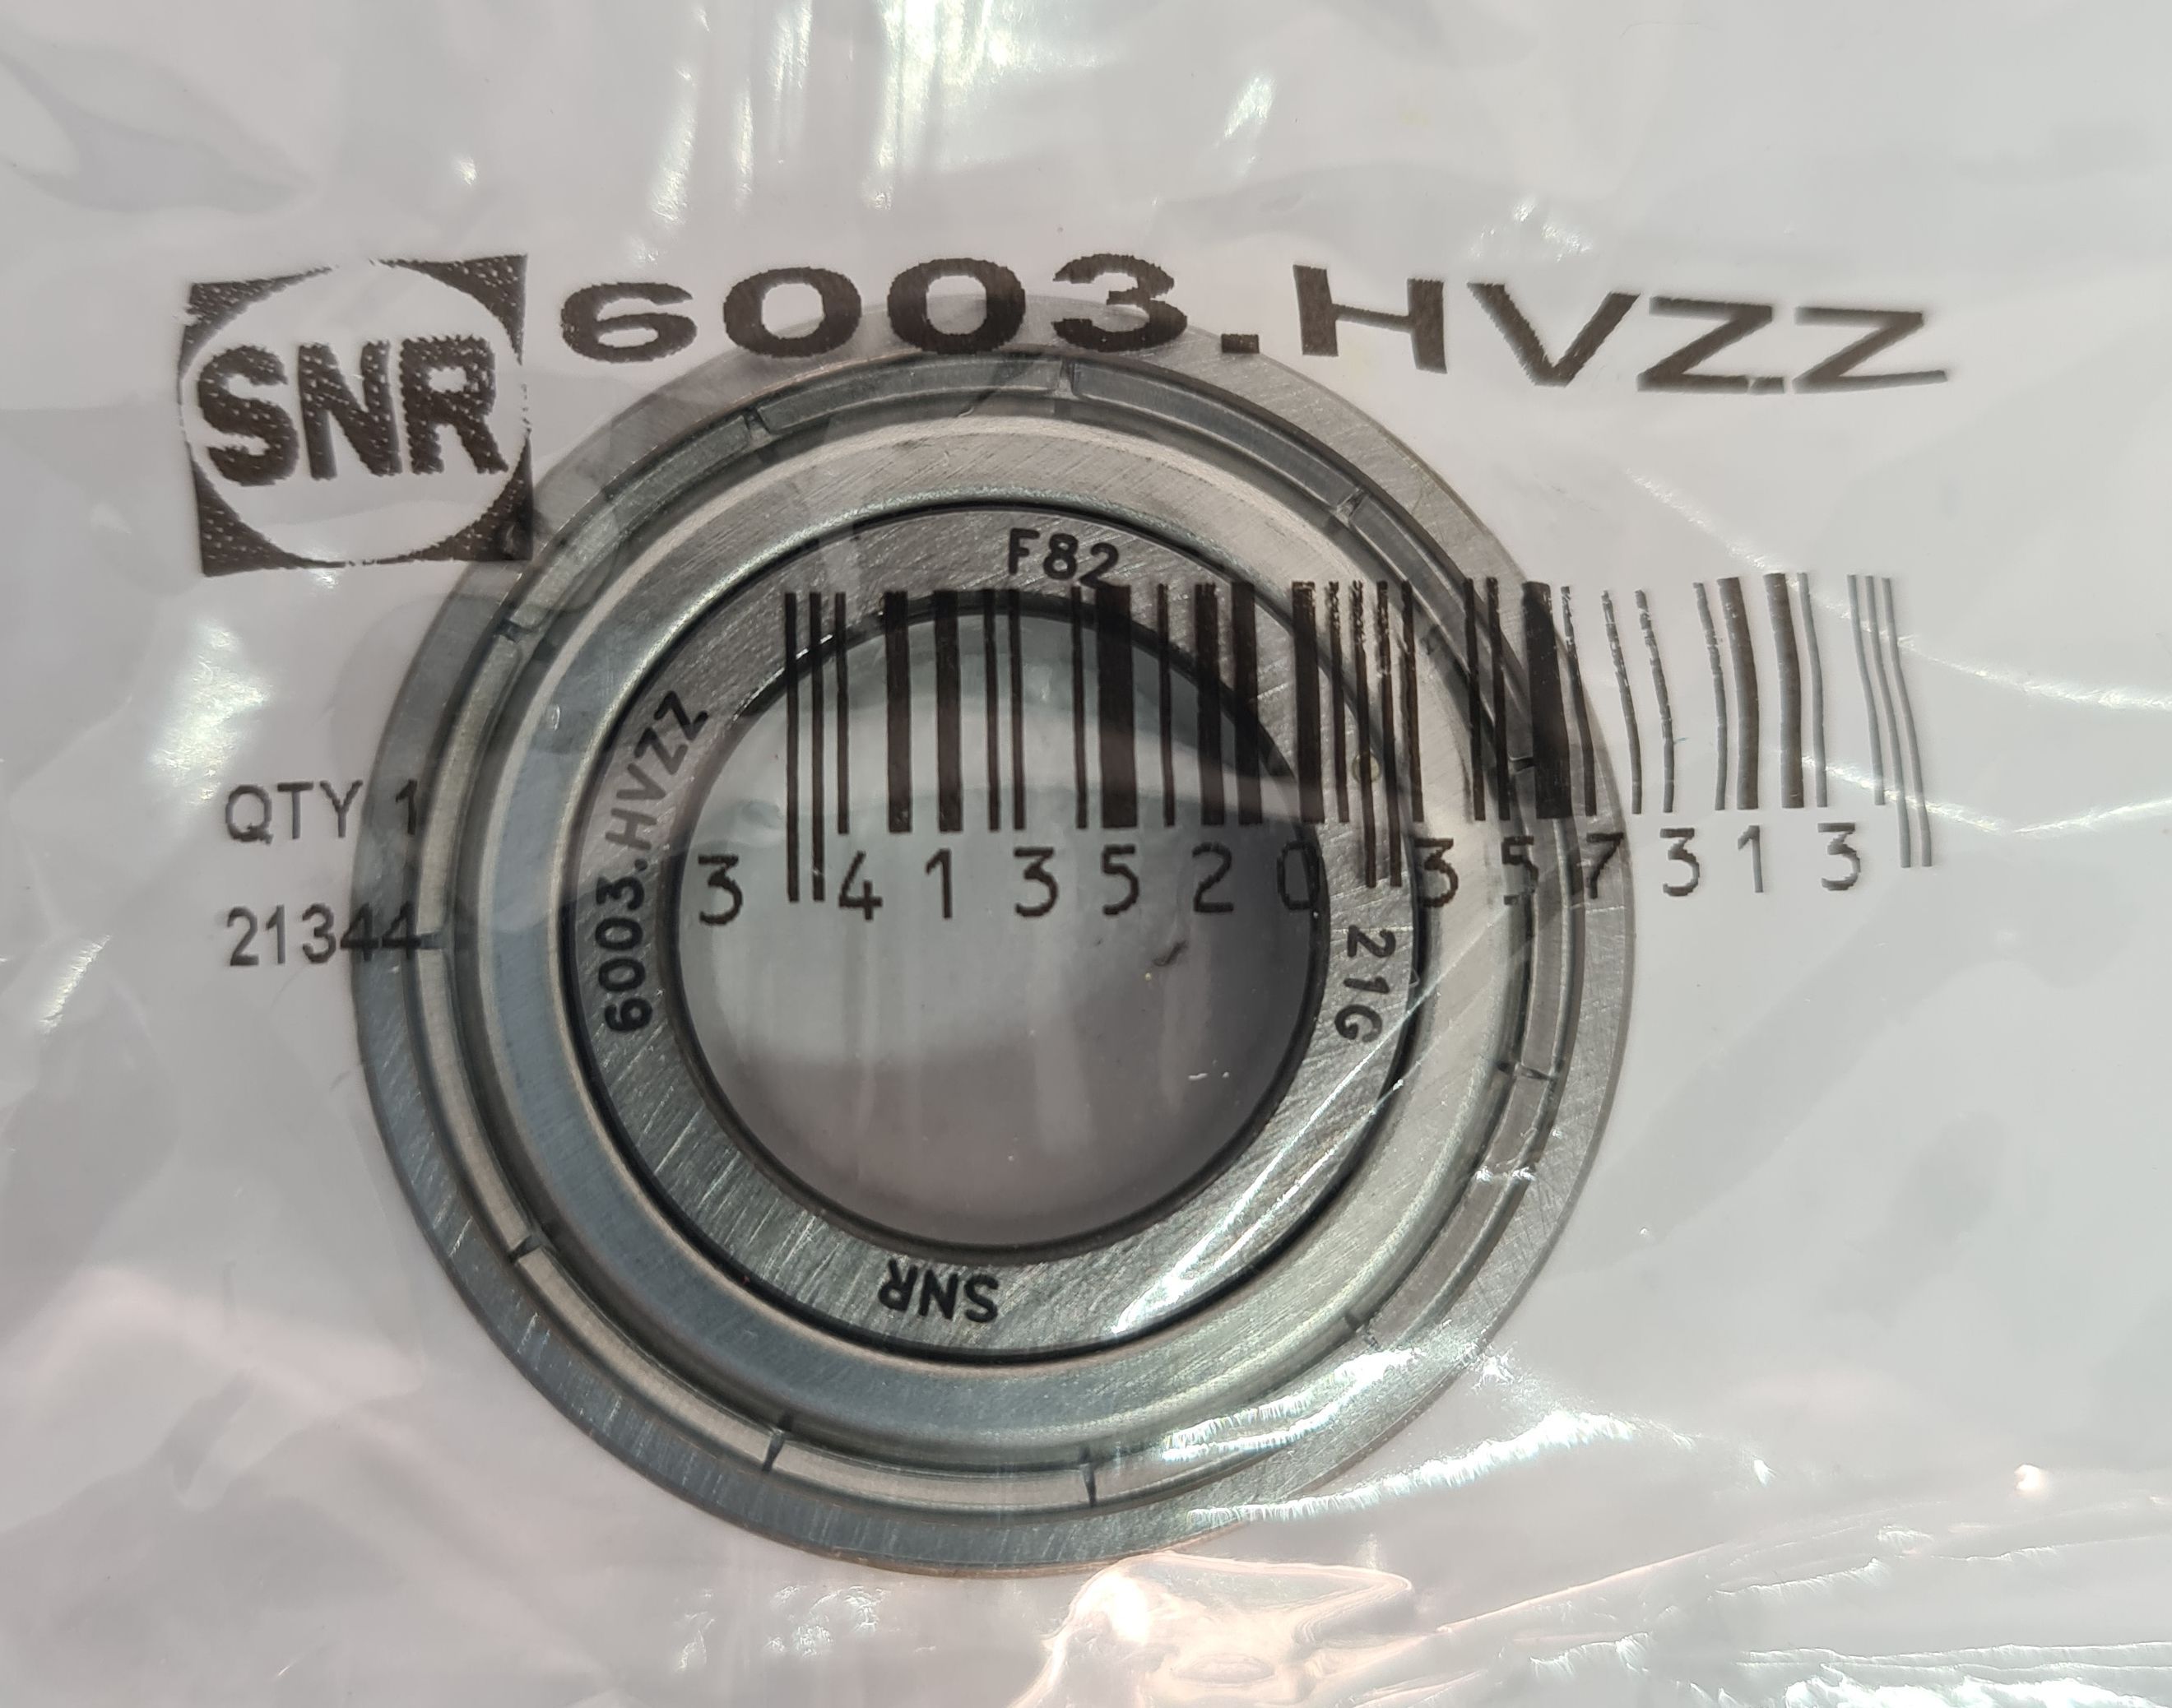 SNR 6003.HVZZ
F82
6003.HVZZ
QTY 1
3 413520 357313
21344
21G
SNR